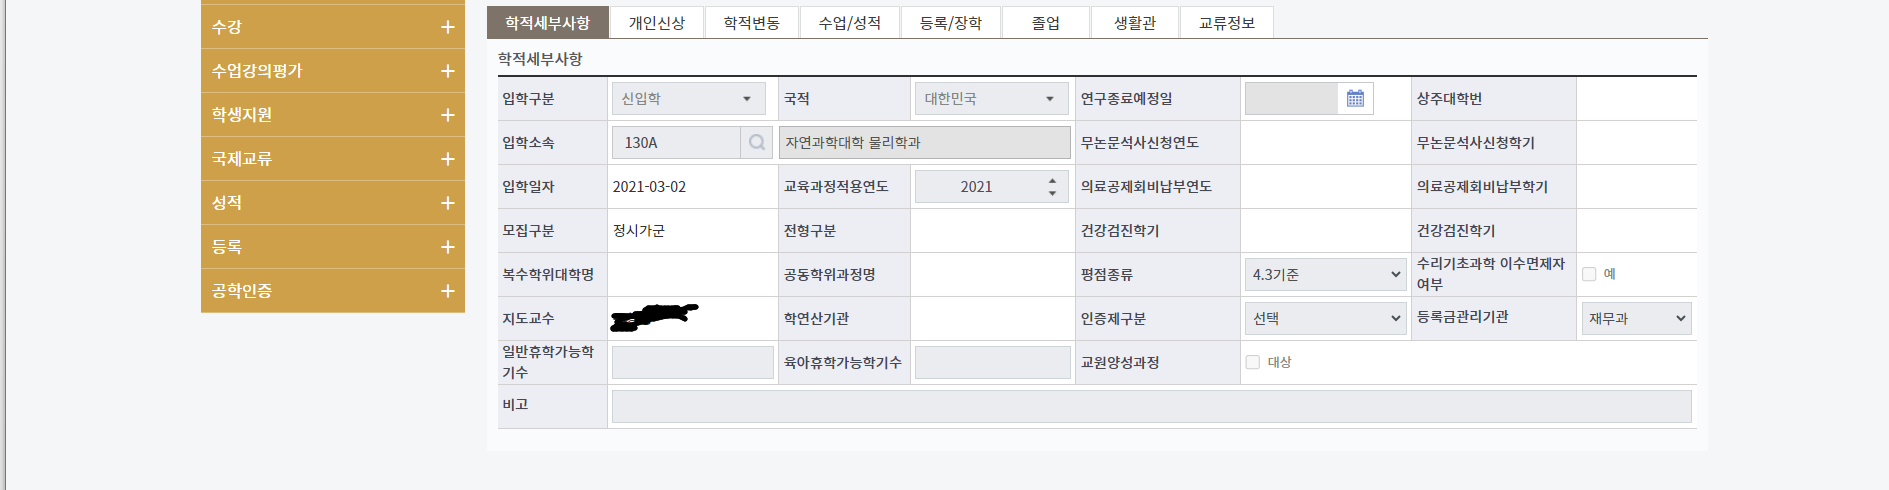 수강
수업강의평가
학생지원
국제교류
성적
등록
공학인증
학적세부사항 개인신상 학적변동 수업/성적 등록/장학 졸업 생활관 교류정보
학적세부사항
입학구분 신입학 국적 대한민국 연구종료예정일 상주대학번
입학소속 130A 자연과학대학 물리학과 무논문석사신청연도 무논문석사신청학기
입학일자 2021-03-02 교육과정적용연도 2021 의료공제회비납부연도 의료공제회비납부학기
모집구분 정시가군 전형구분 건강검진학기 건강검진학기
복수학위대학명 공동학위과정명 평점종류 4.3기준 수리기초과학 이수면제자
여부 예
지도교수 학연산기관 인증제구분 선택 등록금관리기관 재무과
일반휴학가능학
기수 육아휴학가능학기수 교원양성과정 대상
비고